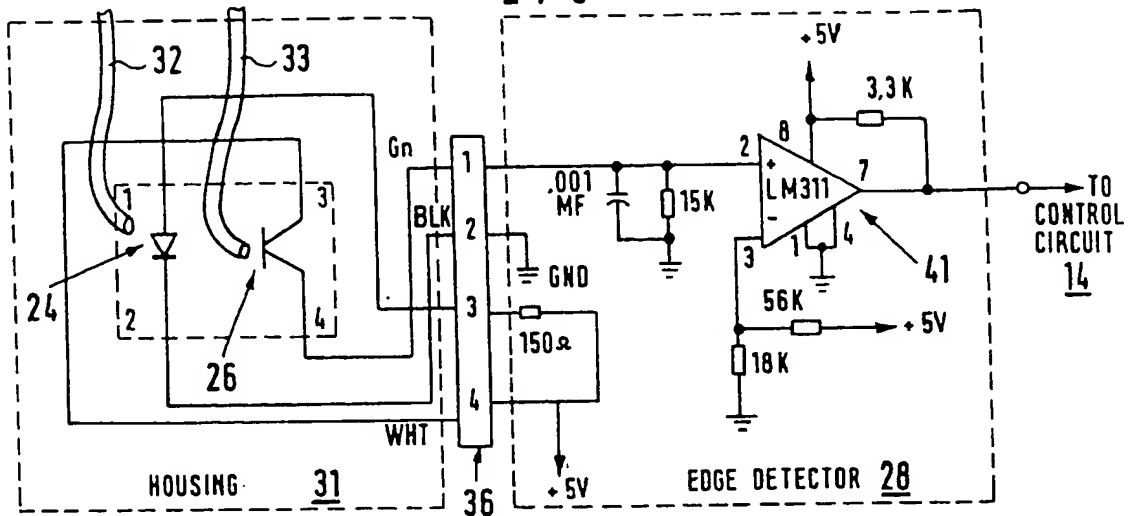 32
33
1
3
24
2
4
26
Gn
BLK
WHT
1
2
3
4
36
HOUSING 31
GND
150Ω
+5V
.001
MF
15K
+5V
3,3K
8
2
+
LM311
7
-
3
1
4
41
56K
+5V
18K
TO
CONTROL
CIRCUIT
14
EDGE DETECTOR 28